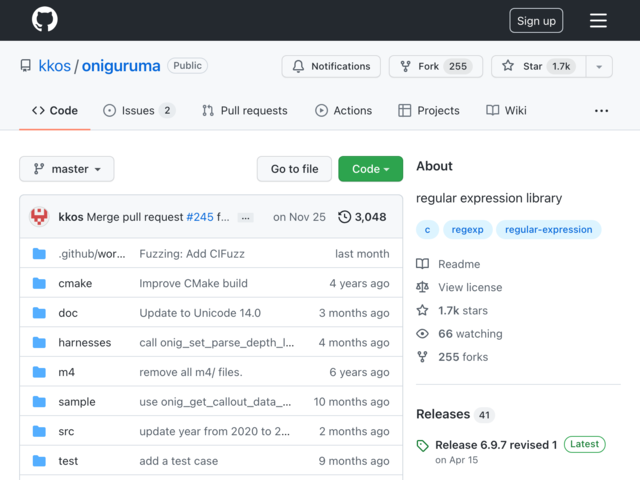 Sign up
kkos / oniguruma Public
Notifications Fork 255 Star 1.7k
Code Issues 2 Pull requests Actions Projects Wiki ...
master Go to file Code
kkos Merge pull request #245 f... ... on Nov 25 3,048
.github/wor... Fuzzing: Add CIFuzz last month
cmake Improve CMake build 4 years ago
doc Update to Unicode 14.0 3 months ago
harnesses call onig_set_parse_depth_l... 4 months ago
m4 remove all m4/ files. 6 years ago
sample use onig_get_callout_data_... 10 months ago
src update year from 2020 to 2... 2 months ago
test add a test case 9 months ago
About
regular expression library
c regexp regular-expression
Readme
View license
1.7k stars
66 watching
255 forks
Releases 41
Release 6.9.7 revised 1 Latest
on Apr 15